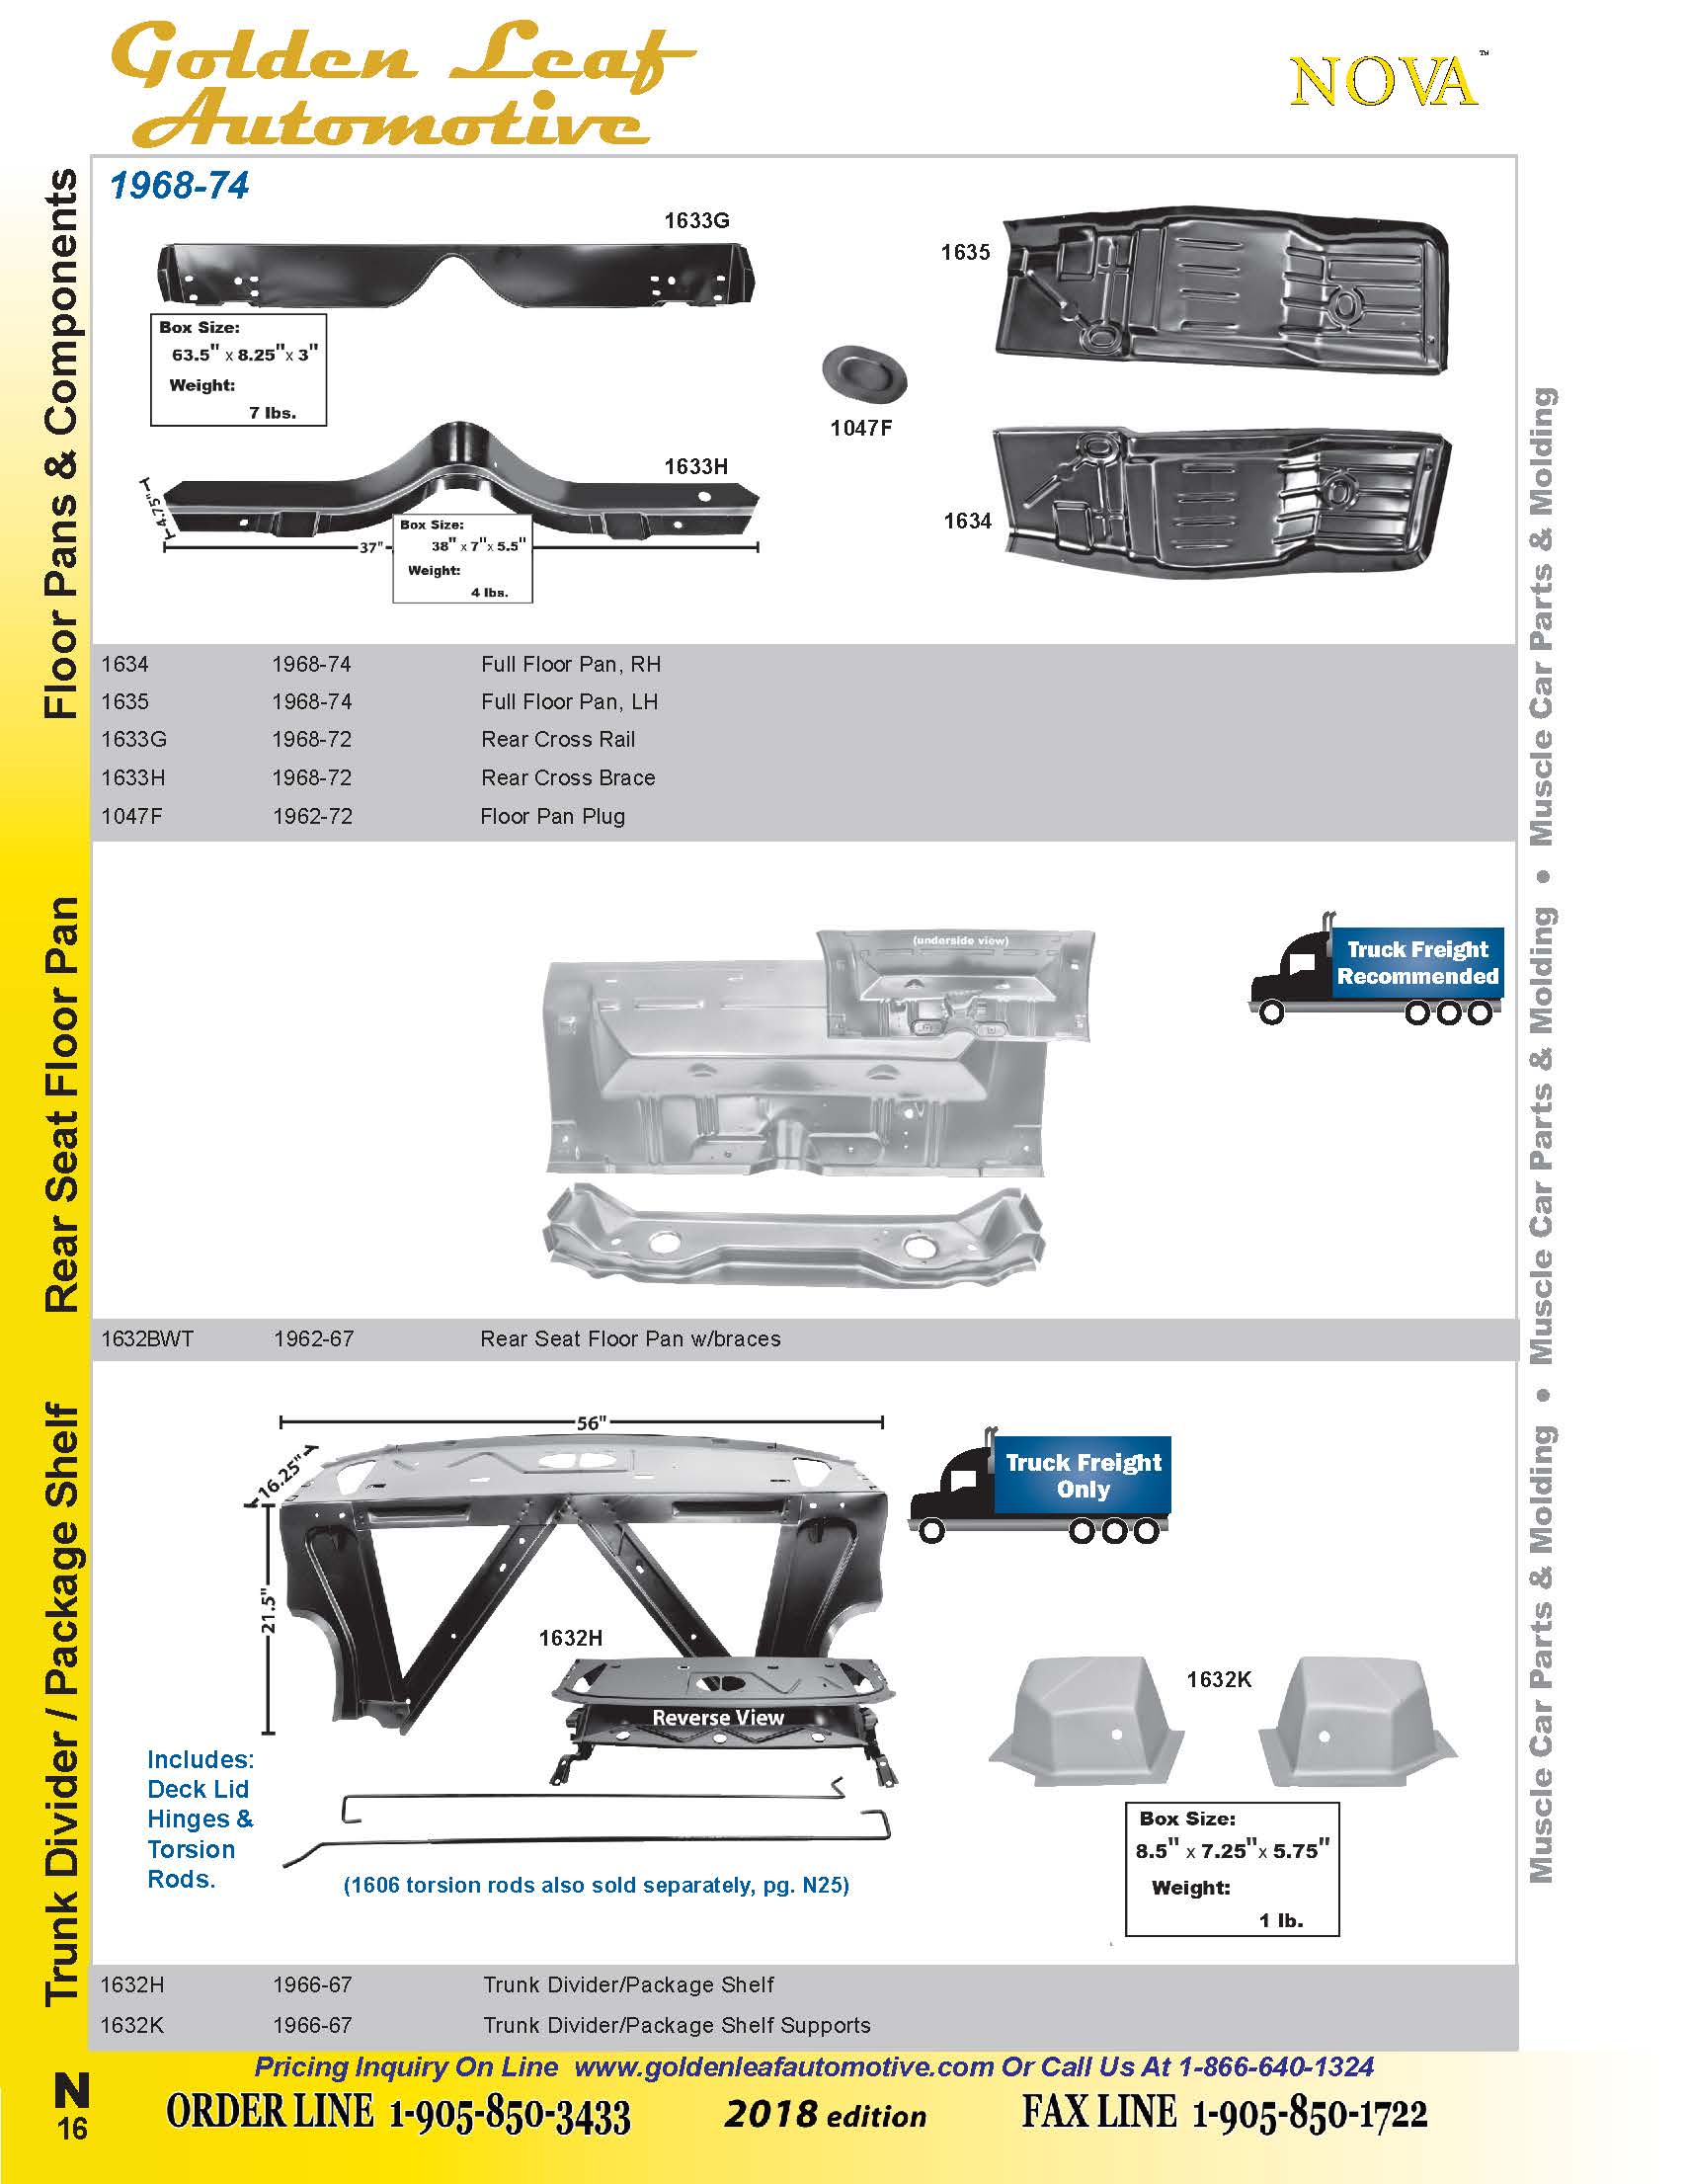 Golden Leaf
Automotive
NOVA™
Floor Pans & Components
Rear Seat Floor Pan
Trunk Divider / Package Shelf
1968-74
1633G
Box Size:
63.5" x 8.25" x 3"
Weight:
7 lbs.
1635
1047F
1633H
4.75"
37"
Box Size:
38" x 7" x 5.5"
Weight:
4 lbs.
1634
1634 1968-74 Full Floor Pan, RH
1635 1968-74 Full Floor Pan, LH
1633G 1968-72 Rear Cross Rail
1633H 1968-72 Rear Cross Brace
1047F 1962-72 Floor Pan Plug
(underside view)
Truck Freight
Recommended
1632BWT 1962-67 Rear Seat Floor Pan w/braces
56"
16.25"
21.5"
Truck Freight
Only
1632H
Reverse View
1632K
Includes:
Deck Lid
Hinges &
Torsion
Rods.
(1606 torsion rods also sold separately, pg. N25)
Box Size:
8.5" x 7.25" x 5.75"
Weight:
1 lb.
1632H 1966-67 Trunk Divider/Package Shelf
1632K 1966-67 Trunk Divider/Package Shelf Supports
Muscle Car Parts & Molding • Muscle Car Parts & Molding • Muscle Car Parts & Molding
Pricing Inquiry On Line www.goldenleafautomotive.com Or Call Us At 1-866-640-1324
N
16
ORDER LINE 1-905-850-3433 2018 edition FAX LINE 1-905-850-1722